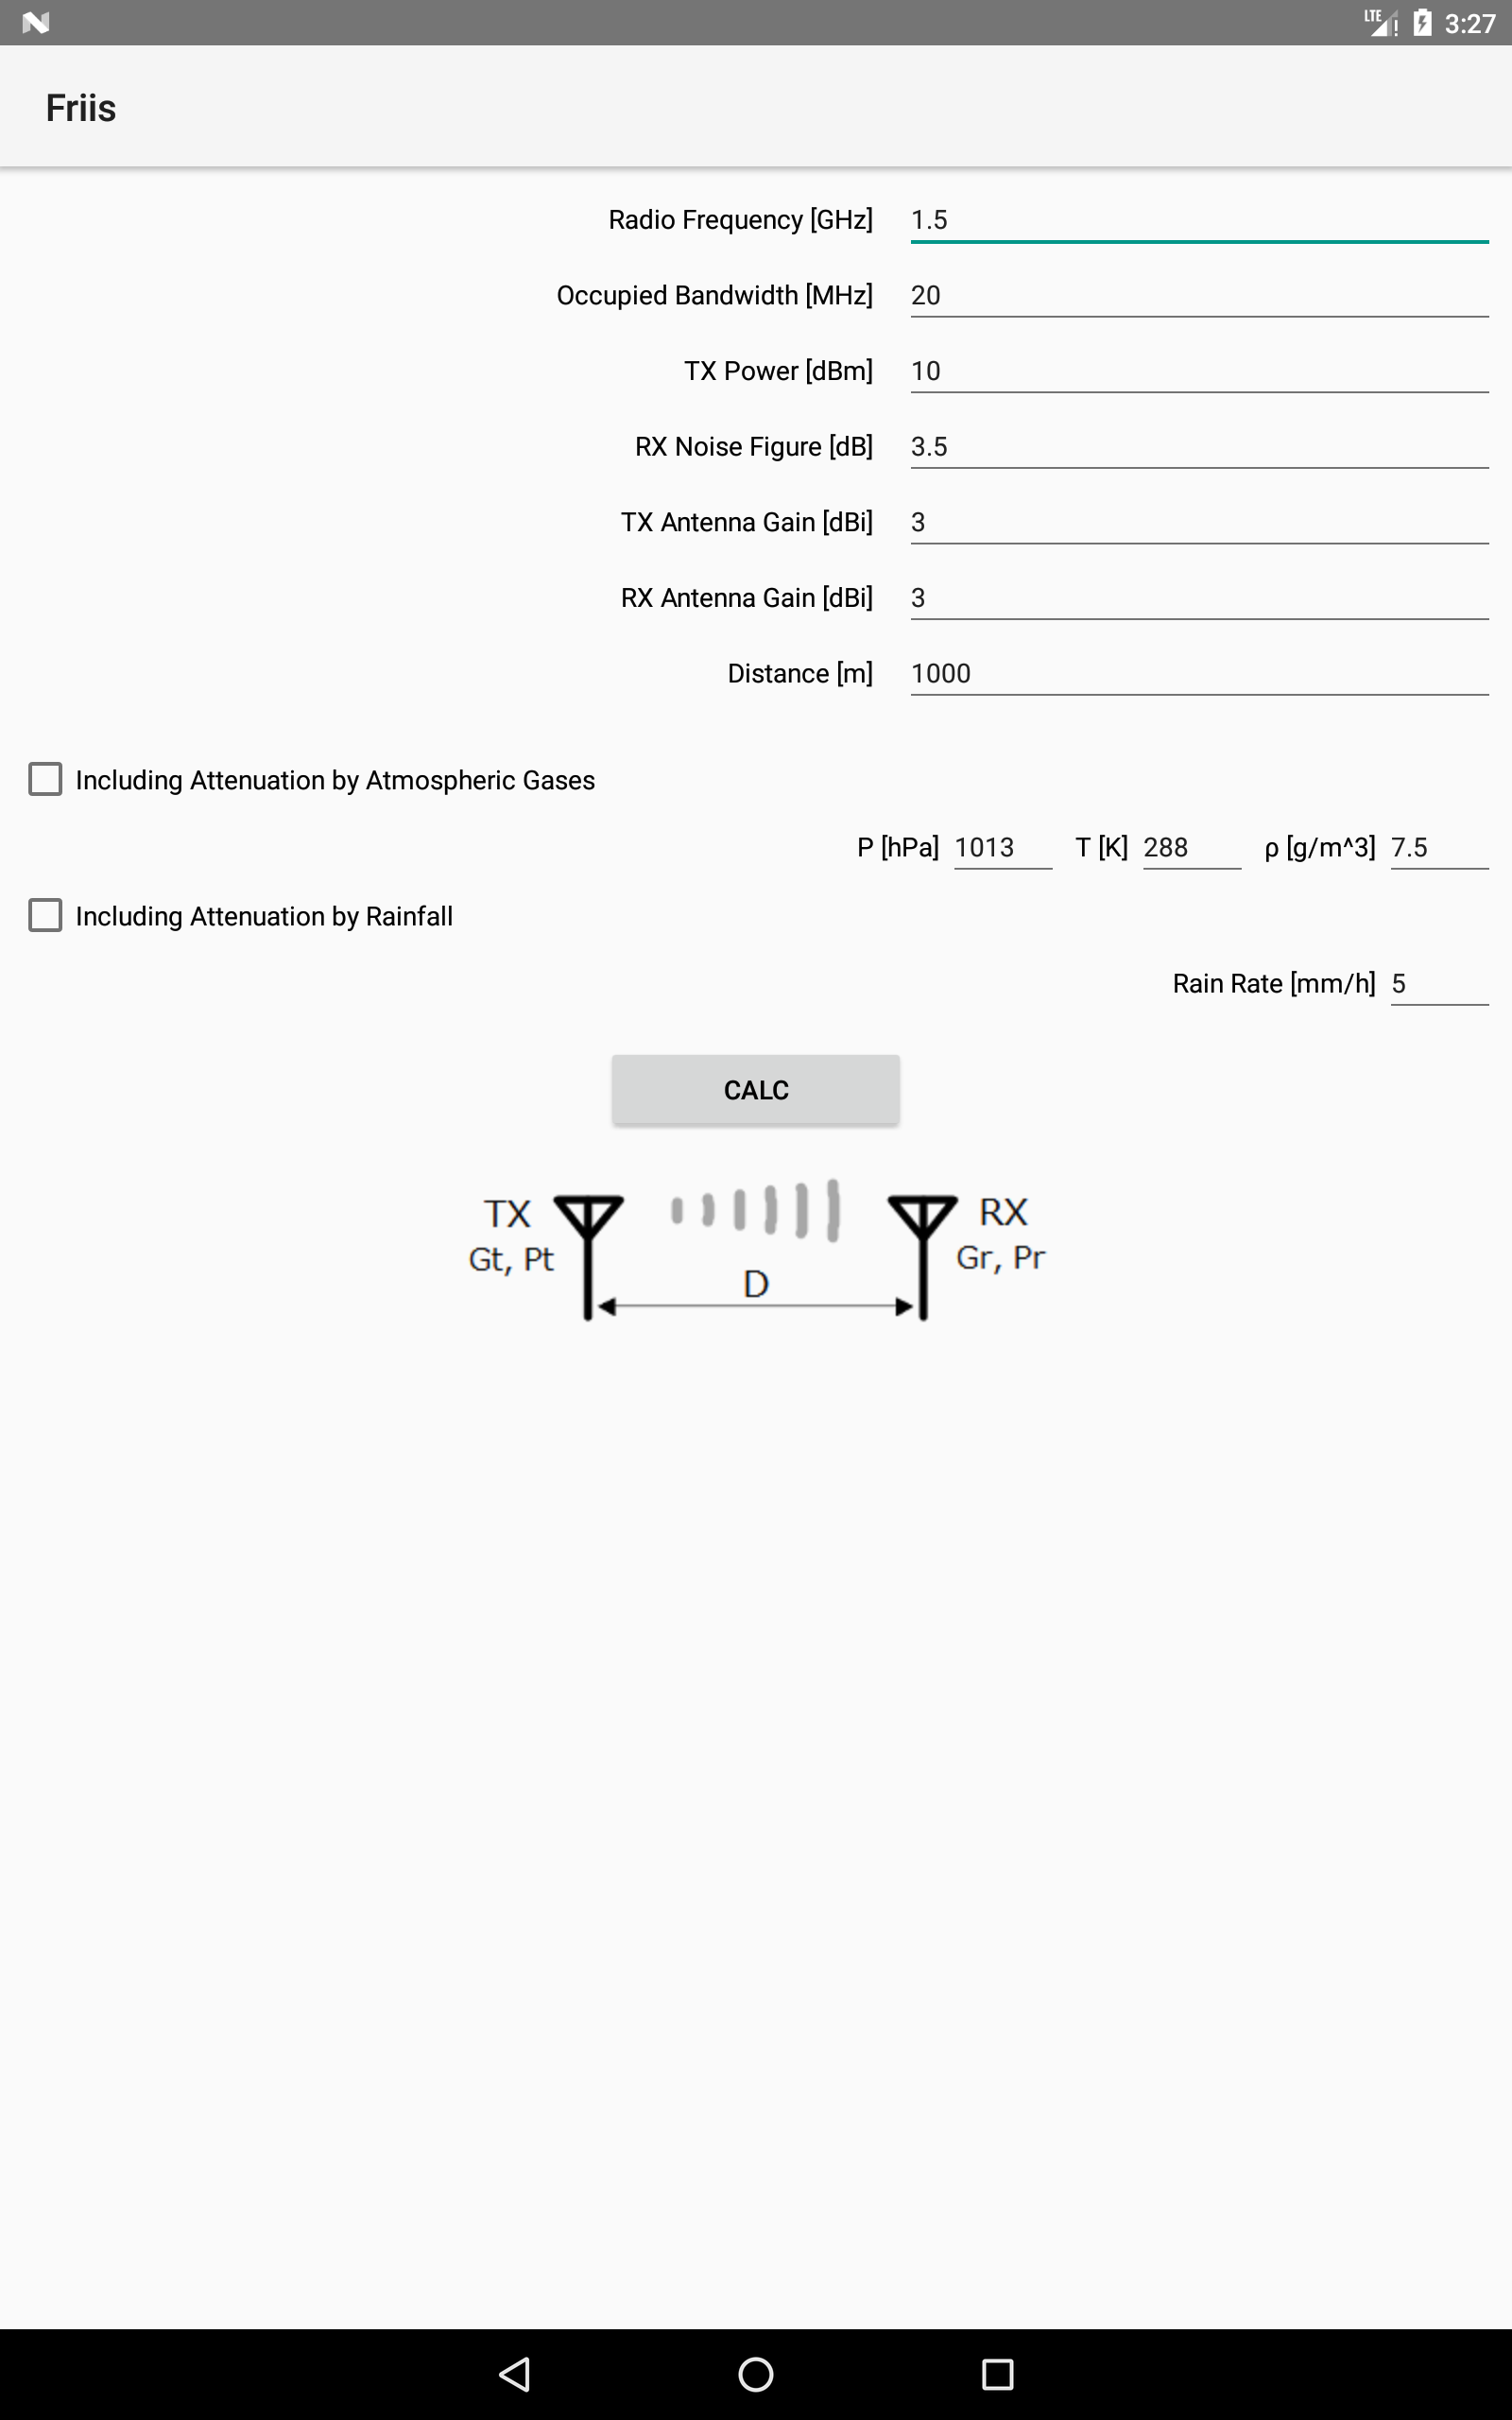 LTE 3:27
Friis
Radio Frequency [GHz] 1.5
Occupied Bandwidth [MHz] 20
TX Power [dBm] 10
RX Noise Figure [dB] 3.5
TX Antenna Gain [dBi] 3
RX Antenna Gain [dBi] 3
Distance [m] 1000
Including Attenuation by Atmospheric Gases
P [hPa] 1013 T [K] 288 ρ [g/m^3] 7.5
Including Attenuation by Rainfall
Rain Rate [mm/h] 5
CALC
TX RX
Gt, Pt Gr, Pr
D